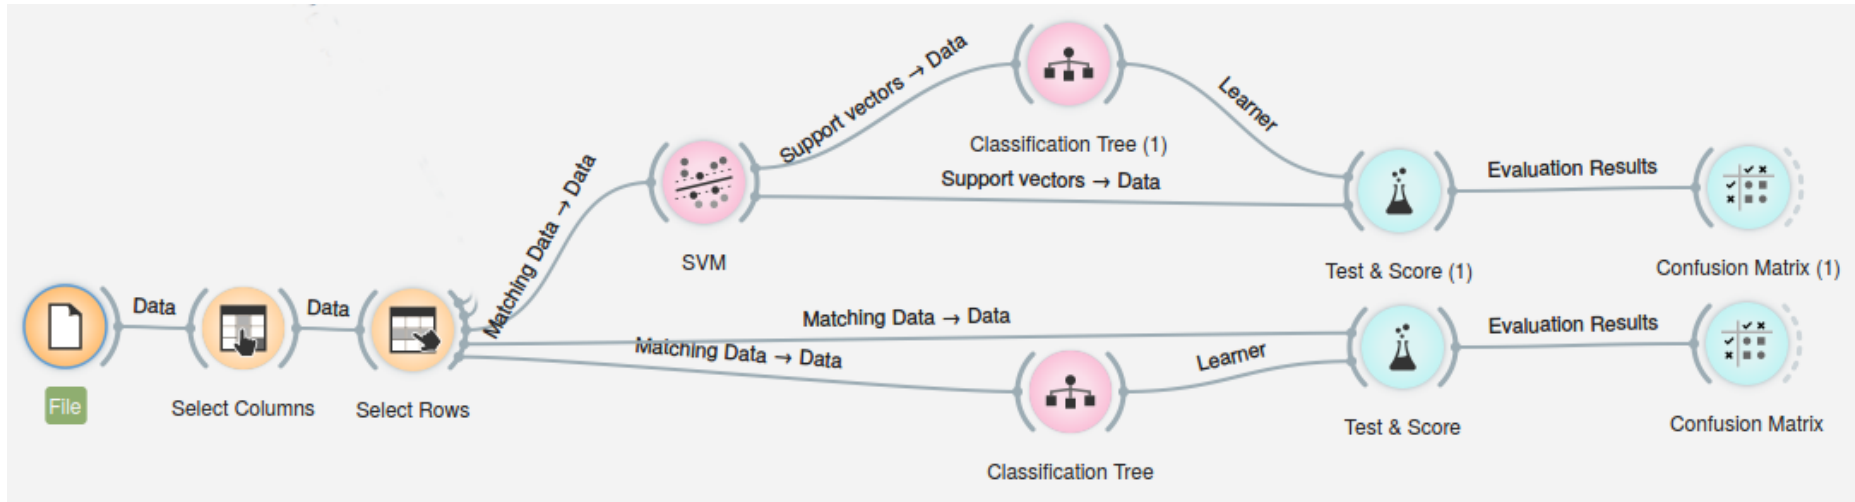 Support vectors → Data
Classification Tree (1)
Learner
Matching Data → Data
SVM
Support vectors → Data
Test & Score (1)
Evaluation Results
Confusion Matrix (1)
File
Data
Select Columns
Data
Select Rows
Matching Data → Data
Matching Data → Data
Classification Tree
Learner
Test & Score
Evaluation Results
Confusion Matrix